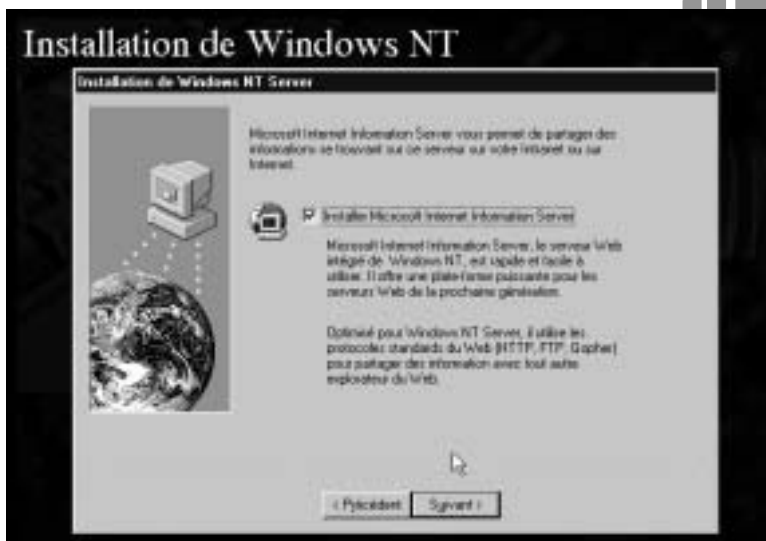 Installation de Windows NT
Installation de Windows NT Server
Microsoft Internet Information Server vous permet de partager des
informations se trouvant sur ce serveur sur votre Intranet ou sur
Internet.
Installer Microsoft Internet Information Server
Microsoft Internet Information Server, le serveur Web
intégré de Windows NT, est rapide et facile à
utiliser. Il offre une plate-forme puissante pour les
serveurs Web de la prochaine génération.
Optimisé pour Windows NT Server, il utilise les
protocoles standards du Web (HTTP, FTP, Gopher)
pour partager des information avec tout autre
explorateur du Web.
< Précédent Suivant >